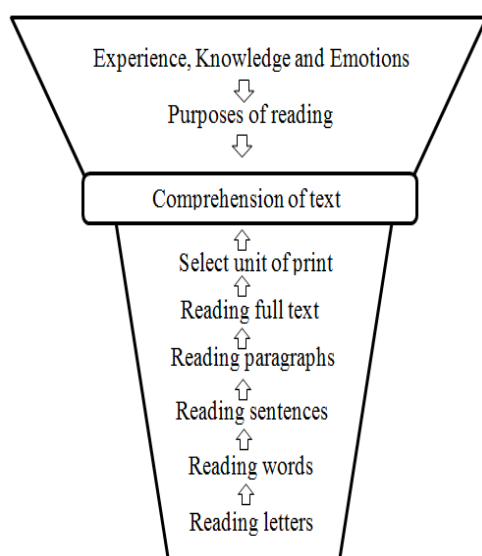 Experience, Knowledge and Emotions
Purposes of reading
Comprehension of text
Select unit of print
Reading full text
Reading paragraphs
Reading sentences
Reading words
Reading letters